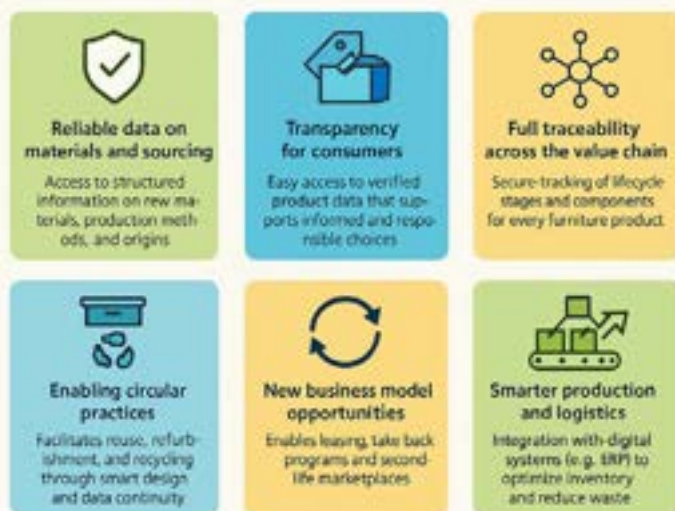 Reliable data on
materials and sourcing
Access to structured
information on new ma-
terials, production meth-
ods, and origins
Transparency
for consumers
Easy access to verified
product data that sup-
ports informed and respo-
nsible choices
Full traceability
across the value chain
Secure-tracking of lifecycle
stages and components
for every furniture product
Enabling circular
practices
Facilitates reuse, refurb-
ishment, and recycling
through smart design
and data continuity
New business model
opportunities
Enables leasing, take back
programs and second-
life marketplaces
Smarter production
and logistics
Integration with-digital
systems (e.g. ERP) to
optimize inventory
and reduce waste